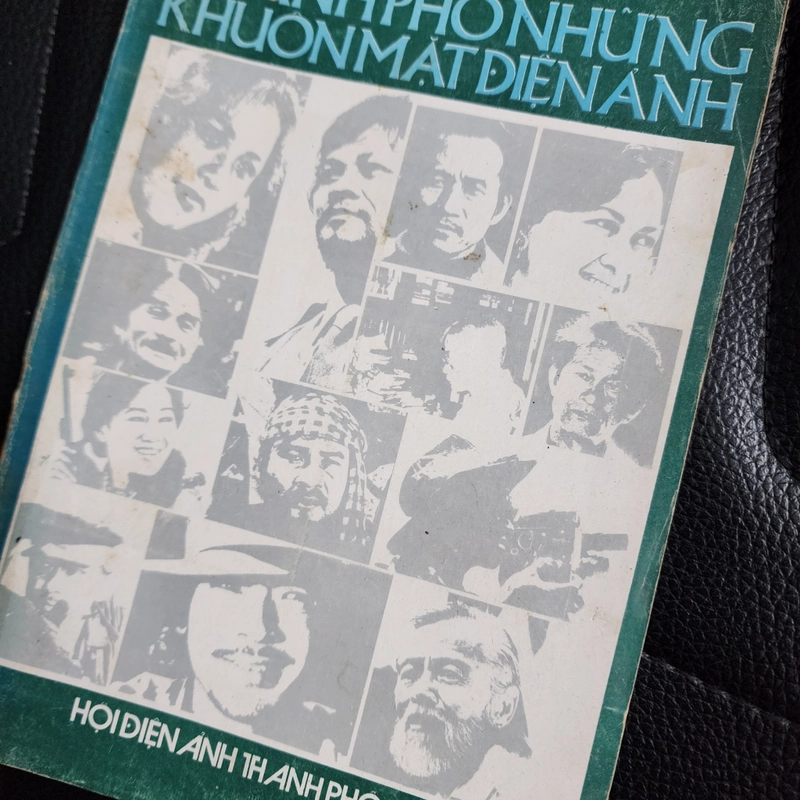 PHỐ NHỮNG
KHUÔN MẶT ĐIỆN ẢNH
HỘI ĐIỆN ẢNH THÀNH PHỐ